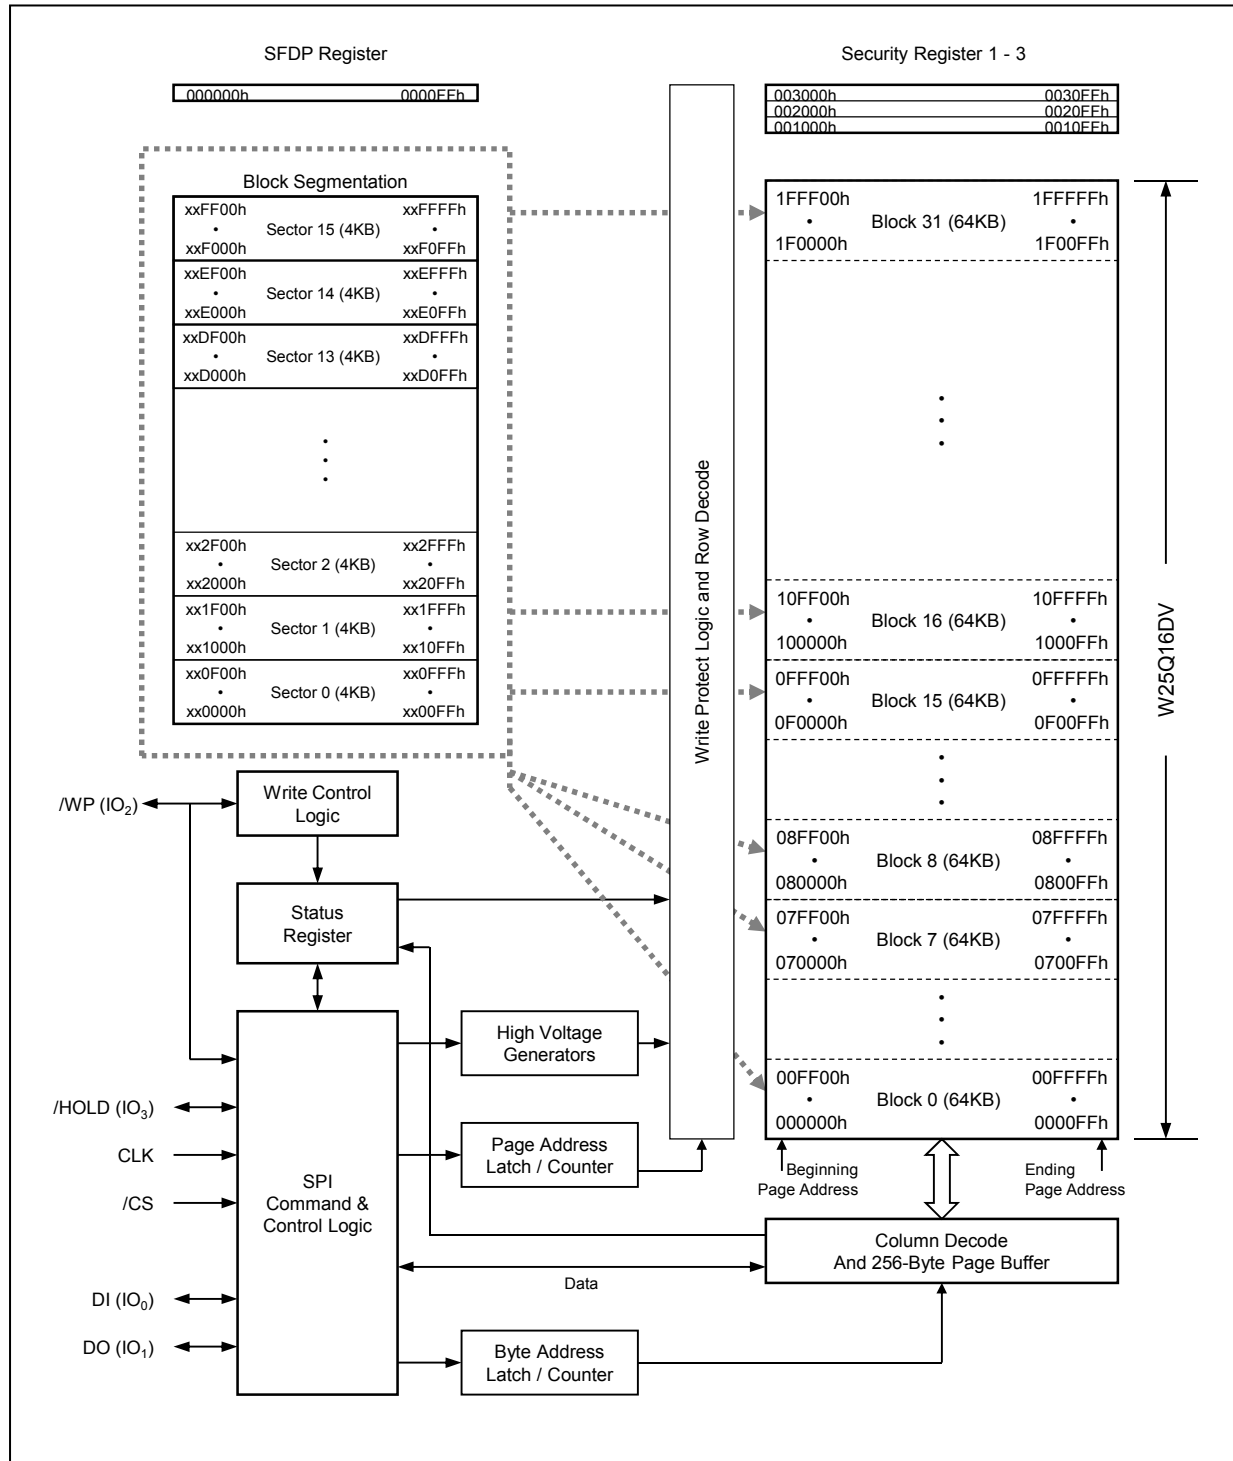 SFDP Register
000000h 0000FFh
Security Register 1 - 3
003000h 0030FFh
002000h 0020FFh
001000h 0010FFh
Block Segmentation
xxFF00h xxFFFFh
• Sector 15 (4KB) •
xxF000h xxF0FFh
xxEF00h xxEFFFh
• Sector 14 (4KB) •
xxE000h xxE0FFh
xxDF00h xxDFFFh
• Sector 13 (4KB) •
xxD000h xxD0FFh
xx2F00h xx2FFFh
• Sector 2 (4KB) •
xx2000h xx20FFh
xx1F00h xx1FFFh
• Sector 1 (4KB) •
xx1000h xx10FFh
xx0F00h xx0FFFh
• Sector 0 (4KB) •
xx0000h xx00FFh
Write Protect Logic and Row Decode
1FFF00h 1FFFFFh
• Block 31 (64KB) •
1F0000h 1F00FFh
10FF00h 10FFFFh
• Block 16 (64KB) •
100000h 1000FFh
0FFF00h 0FFFFFh
• Block 15 (64KB) •
0F0000h 0F00FFh
08FF00h 08FFFFh
• Block 8 (64KB) •
080000h 0800FFh
07FF00h 07FFFFh
• Block 7 (64KB) •
070000h 0700FFh
00FF00h 00FFFFh
• Block 0 (64KB) •
000000h 0000FFh
W25Q16DV
Beginning
Page Address
Ending
Page Address
/WP (IO2)
Write Control
Logic
Status
Register
High Voltage
Generators
/HOLD (IO3)
CLK
/CS
SPI
Command &
Control Logic
Page Address
Latch / Counter
Column Decode
And 256-Byte Page Buffer
Data
DI (IO0)
DO (IO1)
Byte Address
Latch / Counter